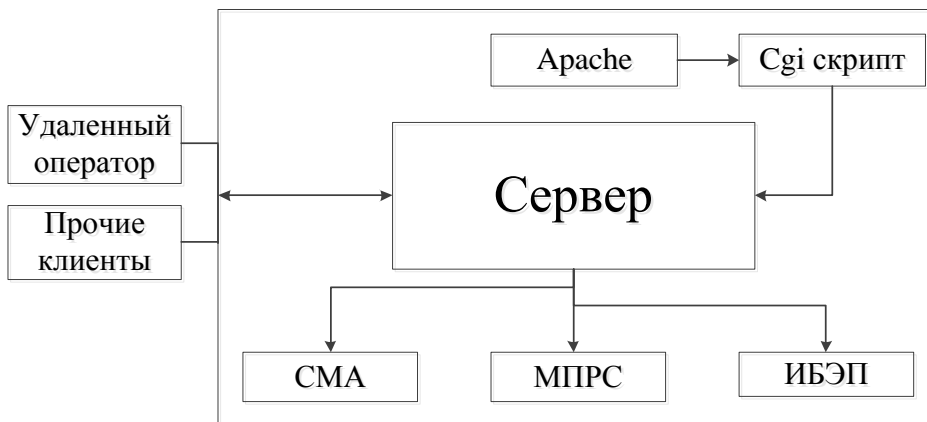 Apache
Cgi скрипт
Удаленный
оператор
Сервер
Прочие
клиенты
СМА
МПРС
ИБЭП